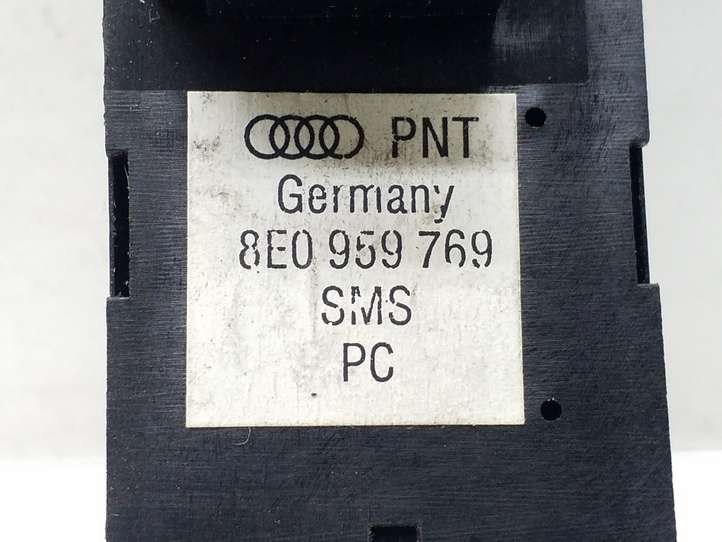 PNT
Germany
8E0 959 769
SMS
PC